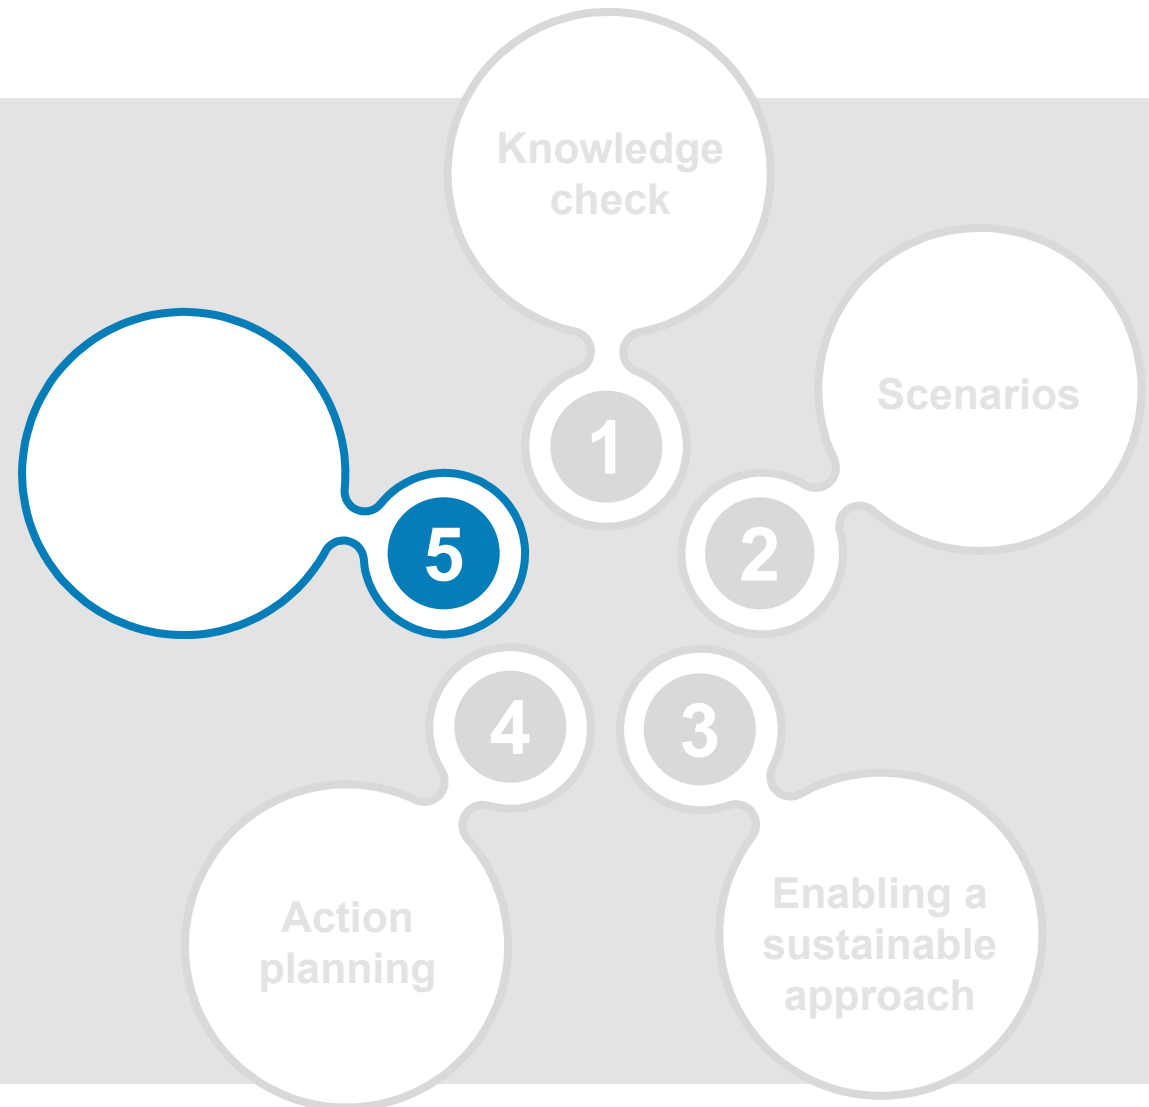 Knowledge
check
1
Scenarios
2
5
4
3
Action
planning
Enabling a
sustainable
approach